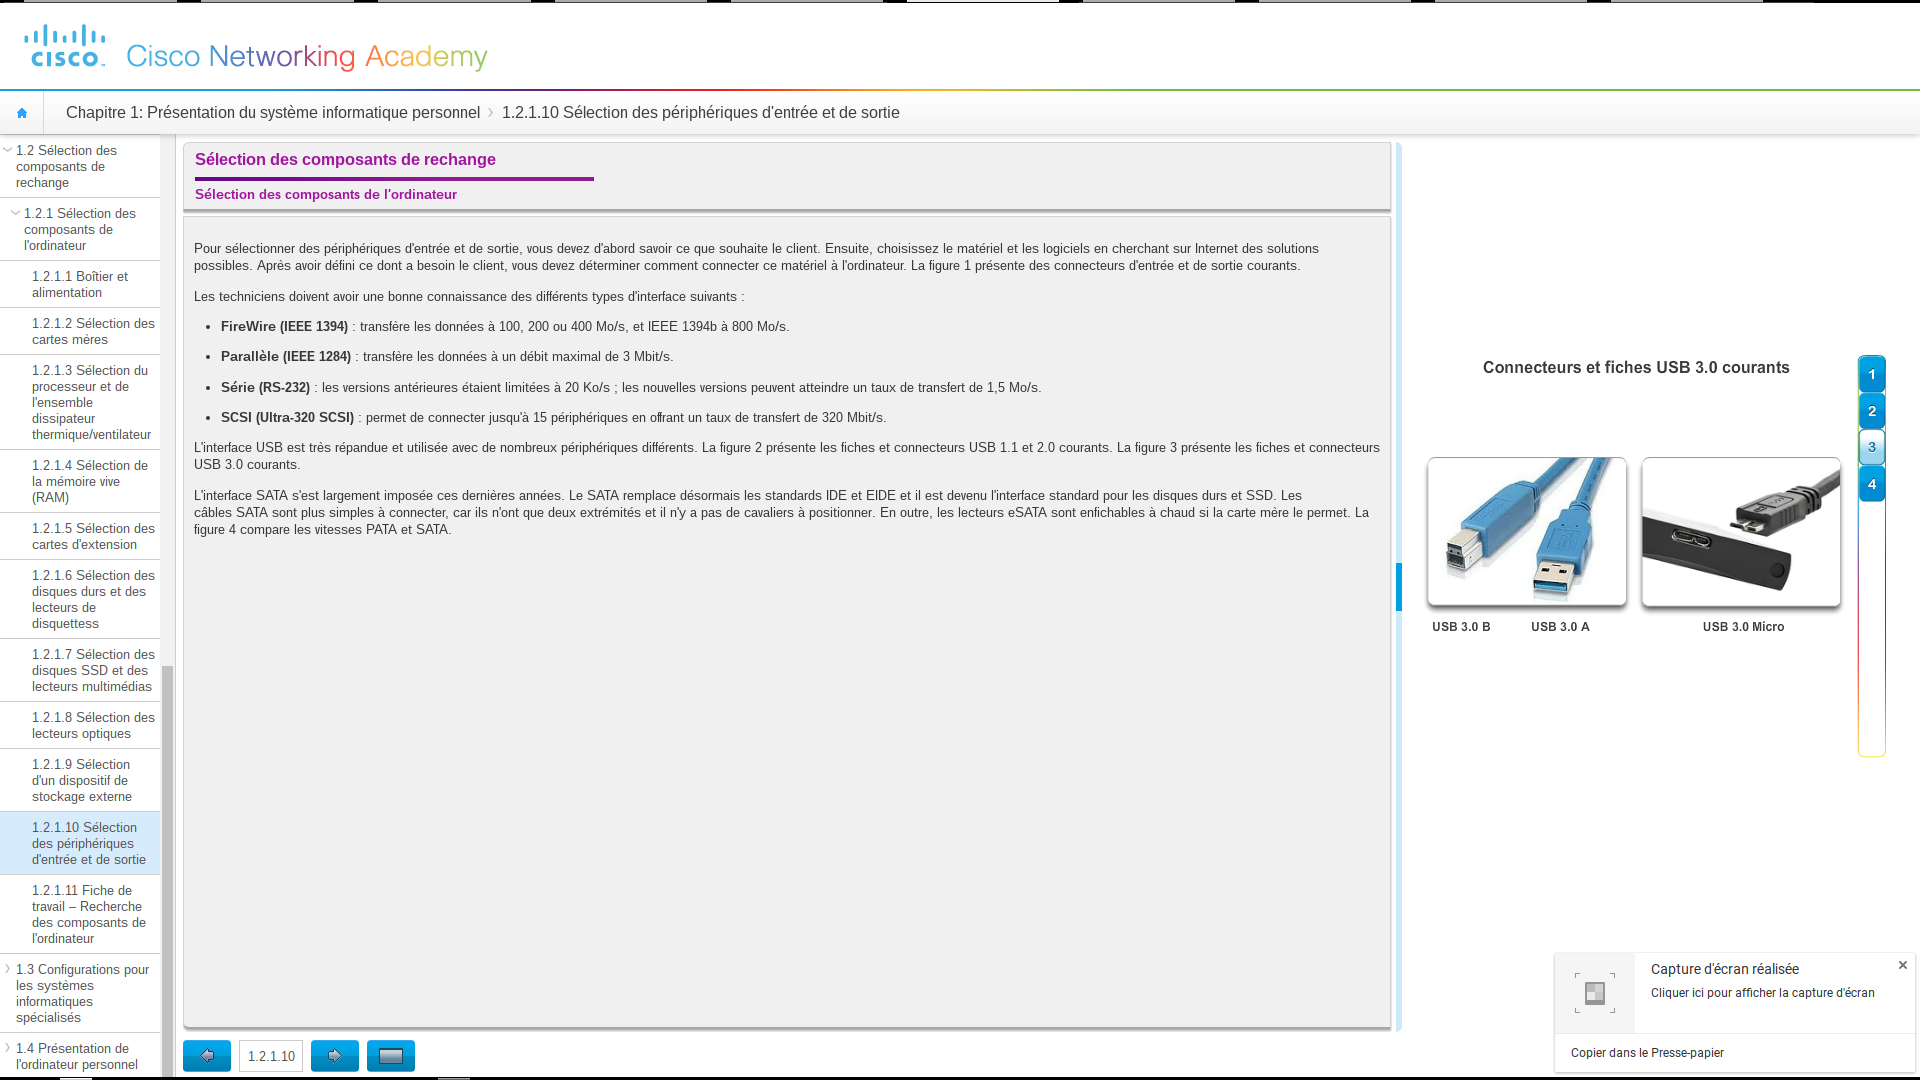 cisco
Cisco Networking Academy
Chapitre 1: Présentation du système informatique personnel
1.2.1.10 Sélection des périphériques d'entrée et de sortie
1.2 Sélection des
composants de
rechange
1.2.1 Sélection des
composants de
l'ordinateur
1.2.1.1 Boîtier et
alimentation
1.2.1.2 Sélection des
cartes mères
1.2.1.3 Sélection du
processeur et de
l'ensemble
dissipateur
thermique/ventilateur
1.2.1.4 Sélection de
la mémoire vive
(RAM)
1.2.1.5 Sélection des
cartes d'extension
1.2.1.6 Sélection des
disques durs et des
lecteurs de
disquettess
1.2.1.7 Sélection des
disques SSD et des
lecteurs multimédias
1.2.1.8 Sélection des
lecteurs optiques
1.2.1.9 Sélection
d'un dispositif de
stockage externe
1.2.1.10 Sélection
des périphériques
d'entrée et de sortie
1.2.1.11 Fiche de
travail – Recherche
des composants de
l'ordinateur
1.3 Configurations pour
les systèmes
informatiques
spécialisés
1.4 Présentation de
l'ordinateur personnel
Sélection des composants de rechange
Sélection des composants de l'ordinateur
Pour sélectionner des périphériques d'entrée et de sortie, vous devez d'abord savoir ce que souhaite le client. Ensuite, choisissez le matériel et les logiciels en cherchant sur Internet des solutions
possibles. Après avoir défini ce dont a besoin le client, vous devez déterminer comment connecter ce matériel à l'ordinateur. La figure 1 présente des connecteurs d'entrée et de sortie courants.
Les techniciens doivent avoir une bonne connaissance des différents types d'interface suivants :
• FireWire (IEEE 1394) : transfère les données à 100, 200 ou 400 Mo/s, et IEEE 1394b à 800 Mo/s.
• Parallèle (IEEE 1284) : transfère les données à un débit maximal de 3 Mbit/s.
• Série (RS-232) : les versions antérieures étaient limitées à 20 Ko/s ; les nouvelles versions peuvent atteindre un taux de transfert de 1,5 Mo/s.
• SCSI (Ultra-320 SCSI) : permet de connecter jusqu'à 15 périphériques en offrant un taux de transfert de 320 Mbit/s.
L'interface USB est très répandue et utilisée avec de nombreux périphériques différents. La figure 2 présente les fiches et connecteurs USB 1.1 et 2.0 courants. La figure 3 présente les fiches et connecteurs
USB 3.0 courants.
L'interface SATA s'est largement imposée ces dernières années. Le SATA remplace désormais les standards IDE et EIDE et il est devenu l'interface standard pour les disques durs et SSD. Les
câbles SATA sont plus simples à connecter, car ils n'ont que deux extrémités et il n'y a pas de cavaliers à positionner. En outre, les lecteurs eSATA sont enfichables à chaud si la carte mère le permet. La
figure 4 compare les vitesses PATA et SATA.
1.2.1.10
Connecteurs et fiches USB 3.0 courants
USB 3.0 B
USB 3.0 A
USB 3.0 Micro
1
2
3
4
Capture d'écran réalisée
Cliquer ici pour afficher la capture d'écran
Copier dans le Presse-papier